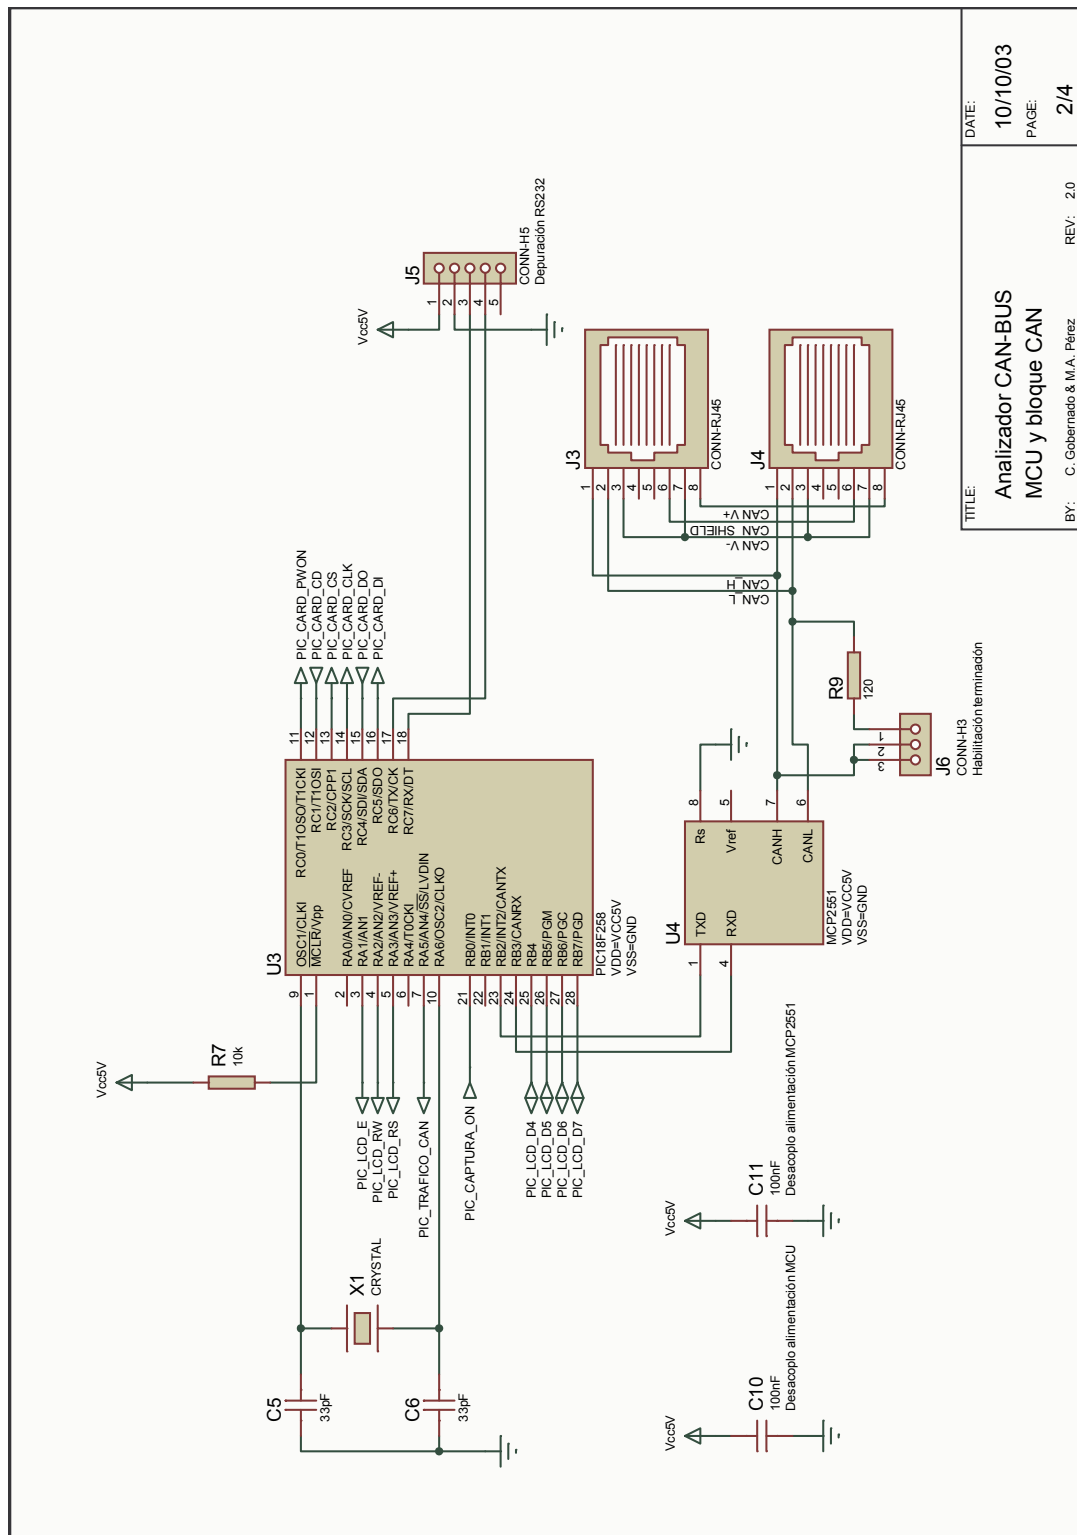 Vcc5V
R7
10k
C5
33pF
C6
33pF
X1
CRYSTAL
U3
9
OSC1/CLKI
1
MCLR/Vpp
2
RA0/AN0/CVREF
3
RA1/AN1
4
RA2/AN2/VREF-
5
RA3/AN3/VREF+
6
RA4/T0CKI
7
RA5/AN4/SS/LVDIN
10
RA6/OSC2/CLKO
21
RB0/INT0
22
RB1/INT1
23
RB2/INT2/CANTX
24
RB3/CANRX
25
RB4
26
RB5/PGM
27
RB6/PGC
28
RB7/PGD
RC0/T1OSO/T1CKI
11
RC1/T1OSI
12
RC2/CPP1
13
RC3/SCK/SCL
14
RC4/SDI/SDA
15
RC5/SDO
16
RC6/TX/CK
17
RC7/RX/DT
18
PIC18F258
VDD=VCC5V
VSS=GND
PIC_LCD_E
PIC_LCD_RW
PIC_LCD_RS
PIC_TRAFICO_CAN
PIC_CAPTURA_ON
PIC_LCD_D4
PIC_LCD_D5
PIC_LCD_D6
PIC_LCD_D7
PIC_CARD_PWON
PIC_CARD_CD
PIC_CARD_CS
PIC_CARD_CLK
PIC_CARD_DO
PIC_CARD_DI
Vcc5V
J5
1
2
3
4
5
CONN-H5
Depuración RS232
J3
1
2
3
4
5
6
7
8
CONN-RJ45
J4
1
2
3
4
5
6
7
8
CONN-RJ45
CAN V+
CAN_SHIELD
CAN V-
CAN_H
CAN_L
U4
1
TXD
4
RXD
Rs
8
Vref
5
CANH
7
CANL
6
MCP2551
VDD=VCC5V
VSS=GND
R9
120
1
2
3
J6
CONN-H3
Habilitación terminación
Vcc5V
C10
100nF
Desacoplo alimentación MCU
Vcc5V
C11
100nF
Desacoplo alimentación MCP2551
TITLE:
Analizador CAN-BUS
MCU y bloque CAN
BY: C. Gobernado & M.A. Pérez
REV: 2.0
DATE:
10/10/03
PAGE:
2/4